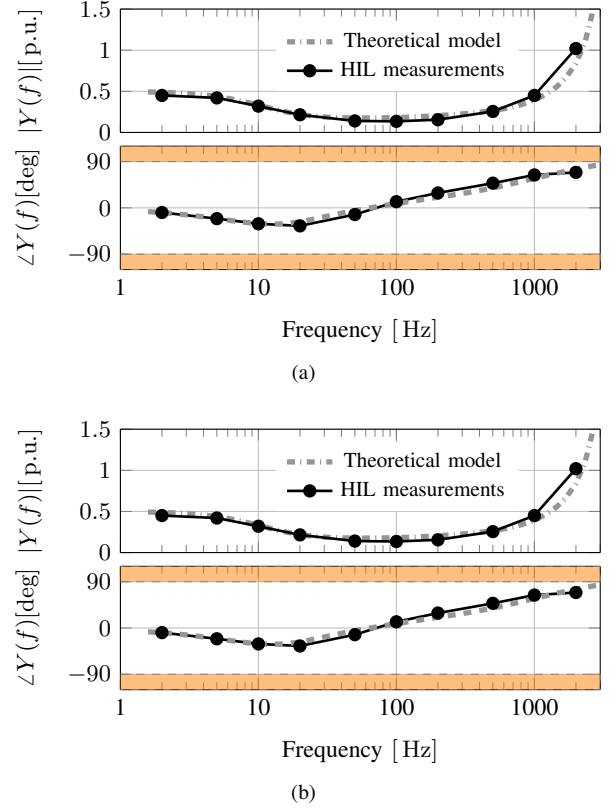 1.5
1
0.5
0
|Y(f)|[p.u.]
Theoretical model
HIL measurements
90
0
−90
∠Y(f)[deg]
1 10 100 1000
Frequency [Hz]
(a)
1.5
1
0.5
0
|Y(f)|[p.u.]
Theoretical model
HIL measurements
90
0
−90
∠Y(f)[deg]
1 10 100 1000
Frequency [Hz]
(b)